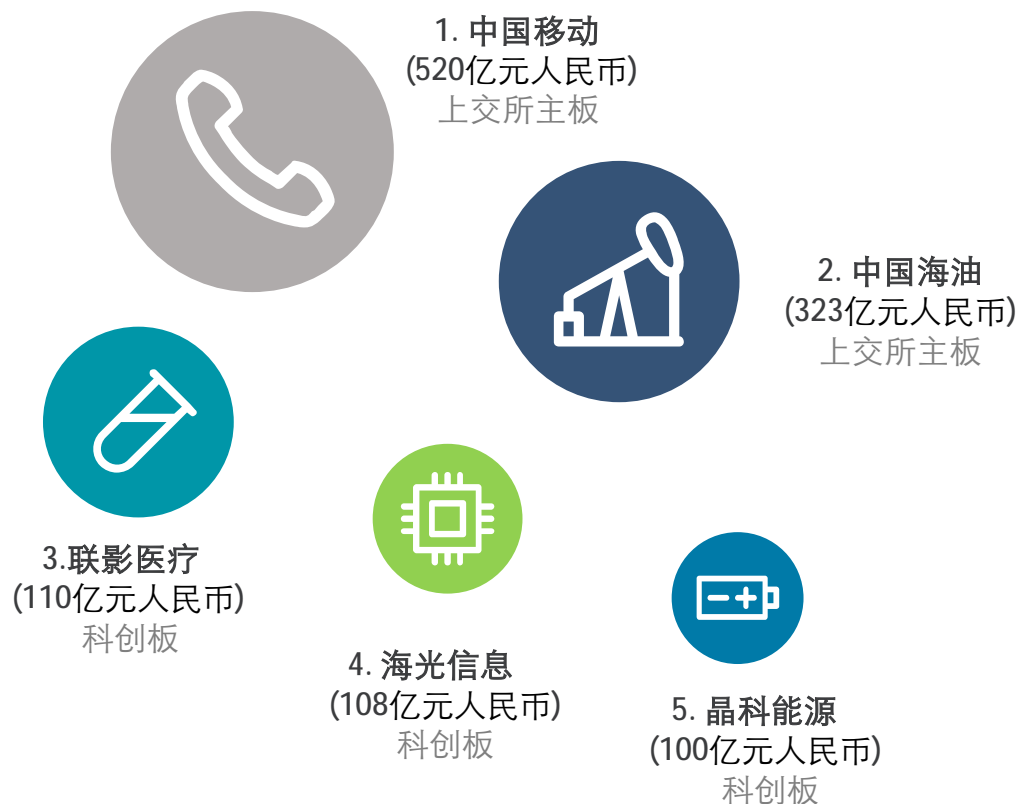 1. 中国移动
(520亿元人民币)
上交所主板
2. 中国海油
(323亿元人民币)
上交所主板
3.联影医疗
(110亿元人民币)
科创板
4. 海光信息
(108亿元人民币)
科创板
5. 晶科能源
(100亿元人民币)
科创板